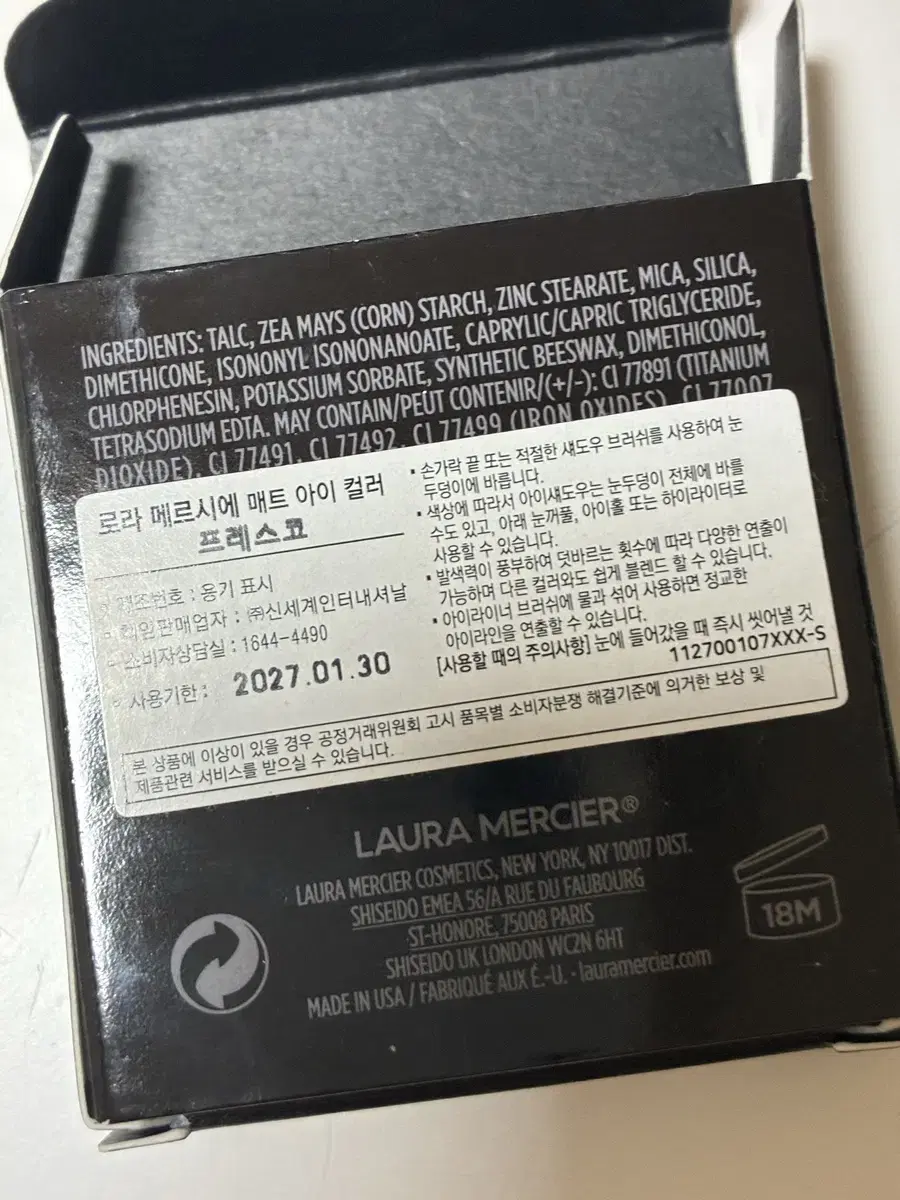 INGREDIENTS: TALC, ZEA MAYS (CORN) STARCH, ZINC STEARATE, MICA, SILICA,
DIMETHICONE, ISONONYL ISONONANOATE, CAPRYLIC/CAPRIC TRIGLYCERIDE,
CHLORPHENESIN, POTASSIUM SORBATE, SYNTHETIC BEESWAX, DIMETHICONOL,
TETRASODIUM EDTA. MAY CONTAIN/PEUT CONTENIR/(+/-): CI 77891 (TITANIUM
DIOXIDE), CI 77491, CI 77492, CI 77499 (IRON OXIDES), CI 77007
로라 메르시에 매트 아이 컬러
프레스코
제조번호 : 용기 표시
책임판매업자 : ㈜신세계인터내셔날
소비자상담실 : 1644-4490
사용기한 : 2027.01.30
• 손가락 끝 또는 적절한 섀도우 브러쉬를 사용하여 눈
두덩이에 바릅니다.
• 색상에 따라서 아이섀도우는 눈두덩이 전체에 바를
수도 있고, 아래 눈꺼풀, 아이홀 또는 하이라이터로
사용할 수 있습니다.
• 발색력이 풍부하여 덧바르는 횟수에 따라 다양한 연출이
가능하며 다른 컬러와도 쉽게 블렌드 할 수 있습니다.
• 아이라이너 브러쉬에 물과 섞어 사용하면 정교한
아이라인을 연출할 수 있습니다.
[사용할 때의 주의사항] 눈에 들어갔을 때 즉시 씻어낼 것
112700107XXX-S
본 상품에 이상이 있을 경우 공정거래위원회 고시 품목별 소비자분쟁 해결기준에 의거한 보상 및
제품관련 서비스를 받으실 수 있습니다.
LAURA MERCIER®
LAURA MERCIER COSMETICS, NEW YORK, NY 10017 DIST.
SHISEIDO EMEA 56/A RUE DU FAUBOURG
ST-HONORE, 75008 PARIS
SHISEIDO UK LONDON WC2N 6HT
MADE IN USA / FABRIQUÉ AUX É.-U. · lauramercier.com
18M